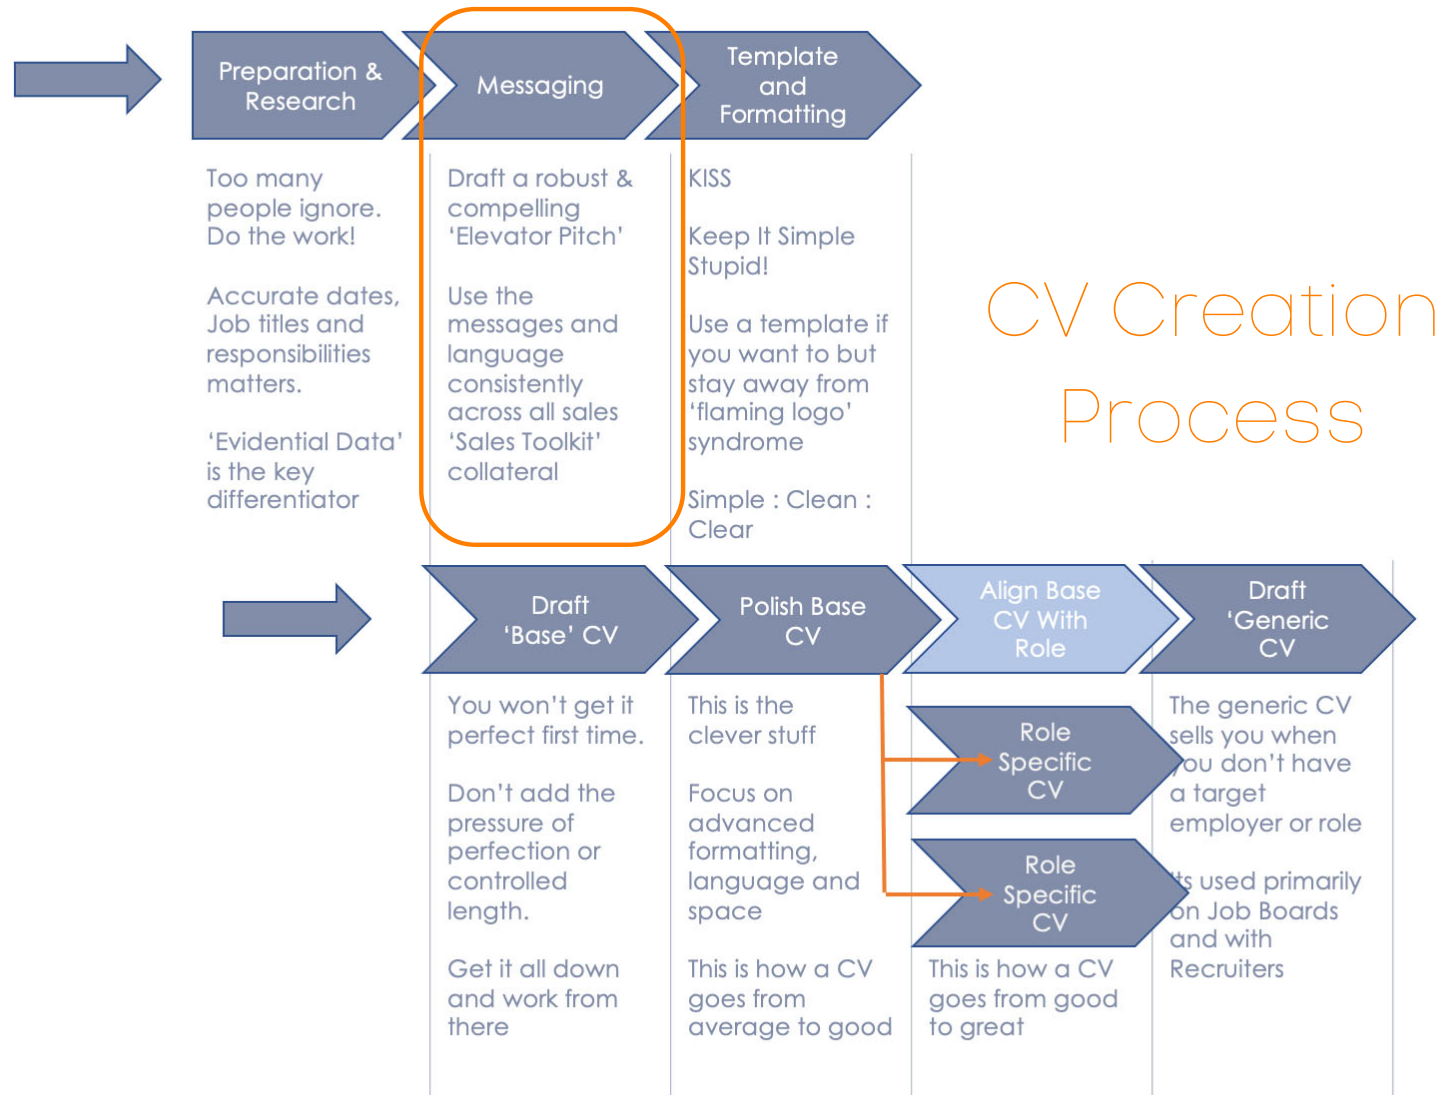 Preparation &
Research
Messaging
Template
and
Formatting
Too many
people ignore.
Do the work!
Accurate dates,
Job titles and
responsibilities
matters.
‘Evidential Data’
is the key
differentiator
Draft a robust &
compelling
‘Elevator Pitch’
Use the
messages and
language
consistently
across all sales
‘Sales Toolkit’
collateral
KISS
Keep It Simple
Stupid!
Use a template if
you want to but
stay away from
‘flaming logo’
syndrome
Simple : Clean :
Clear
CV Creation
Process
Draft
‘Base’ CV
Polish Base
CV
Align Base
CV With
Role
Draft
‘Generic
CV
You won’t get it
perfect first time.
Don’t add the
pressure of
perfection or
controlled
length.
Get it all down
and work from
there
This is the
clever stuff
Focus on
advanced
formatting,
language and
space
This is how a CV
goes from
average to good
Role
Specific
CV
Role
Specific
CV
This is how a CV
goes from good
to great
The generic CV
sells you when
you don’t have
a target
employer or role
Its used primarily
on Job Boards
and with
Recruiters